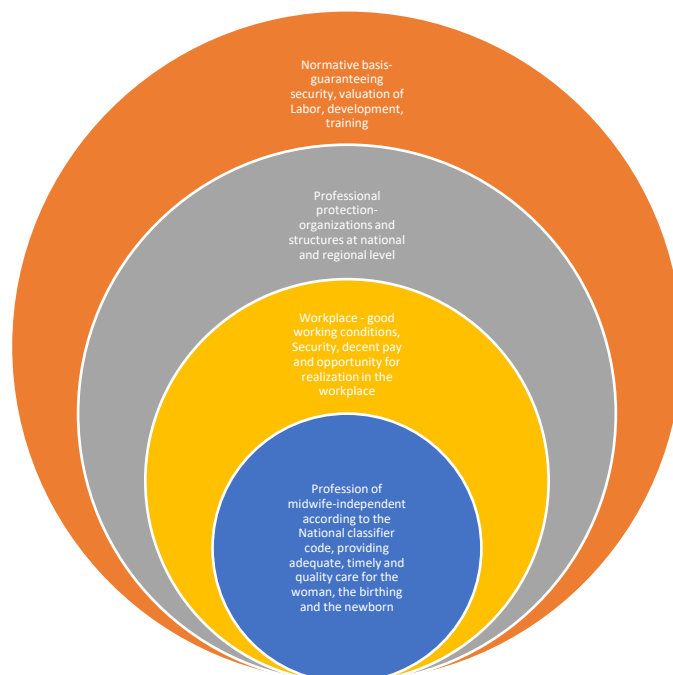 Normative basis-
guaranteeing
security, valuation of
Labor, development,
training
Professional
protection-
organizations and
structures at national
and regional level
Workplace - good
working conditions,
Security, decent pay
and opportunity for
realization in the
workplace
Profession of
midwife-independent
according to the
National classifier
code, providing
adequate, timely and
quality care for the
woman, the birthing
and the newborn